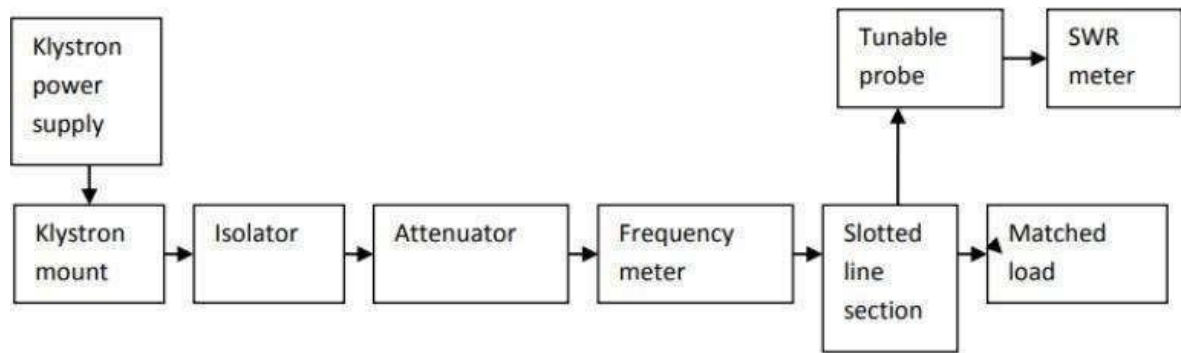 Klystron
power
supply
Tunable
probe
SWR
meter
Klystron
mount
Isolator
Attenuator
Frequency
meter
Slotted
line
section
Matched
load